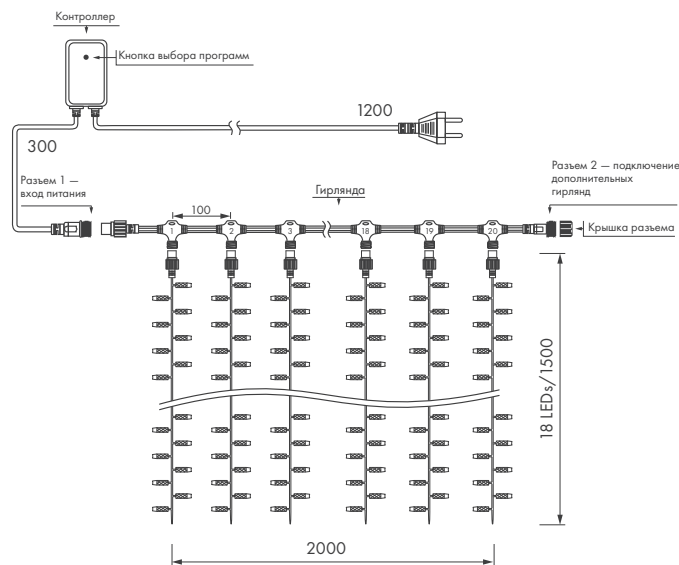 Контроллер
Кнопка выбора программ
1200
300
Разъем 1 —
вход питания
Гирлянда
Разъем 2 — подключение
дополнительных
гирлянд
100
Крышка разъема
1 2 3 18 19 20
18 LEDs/1500
2000